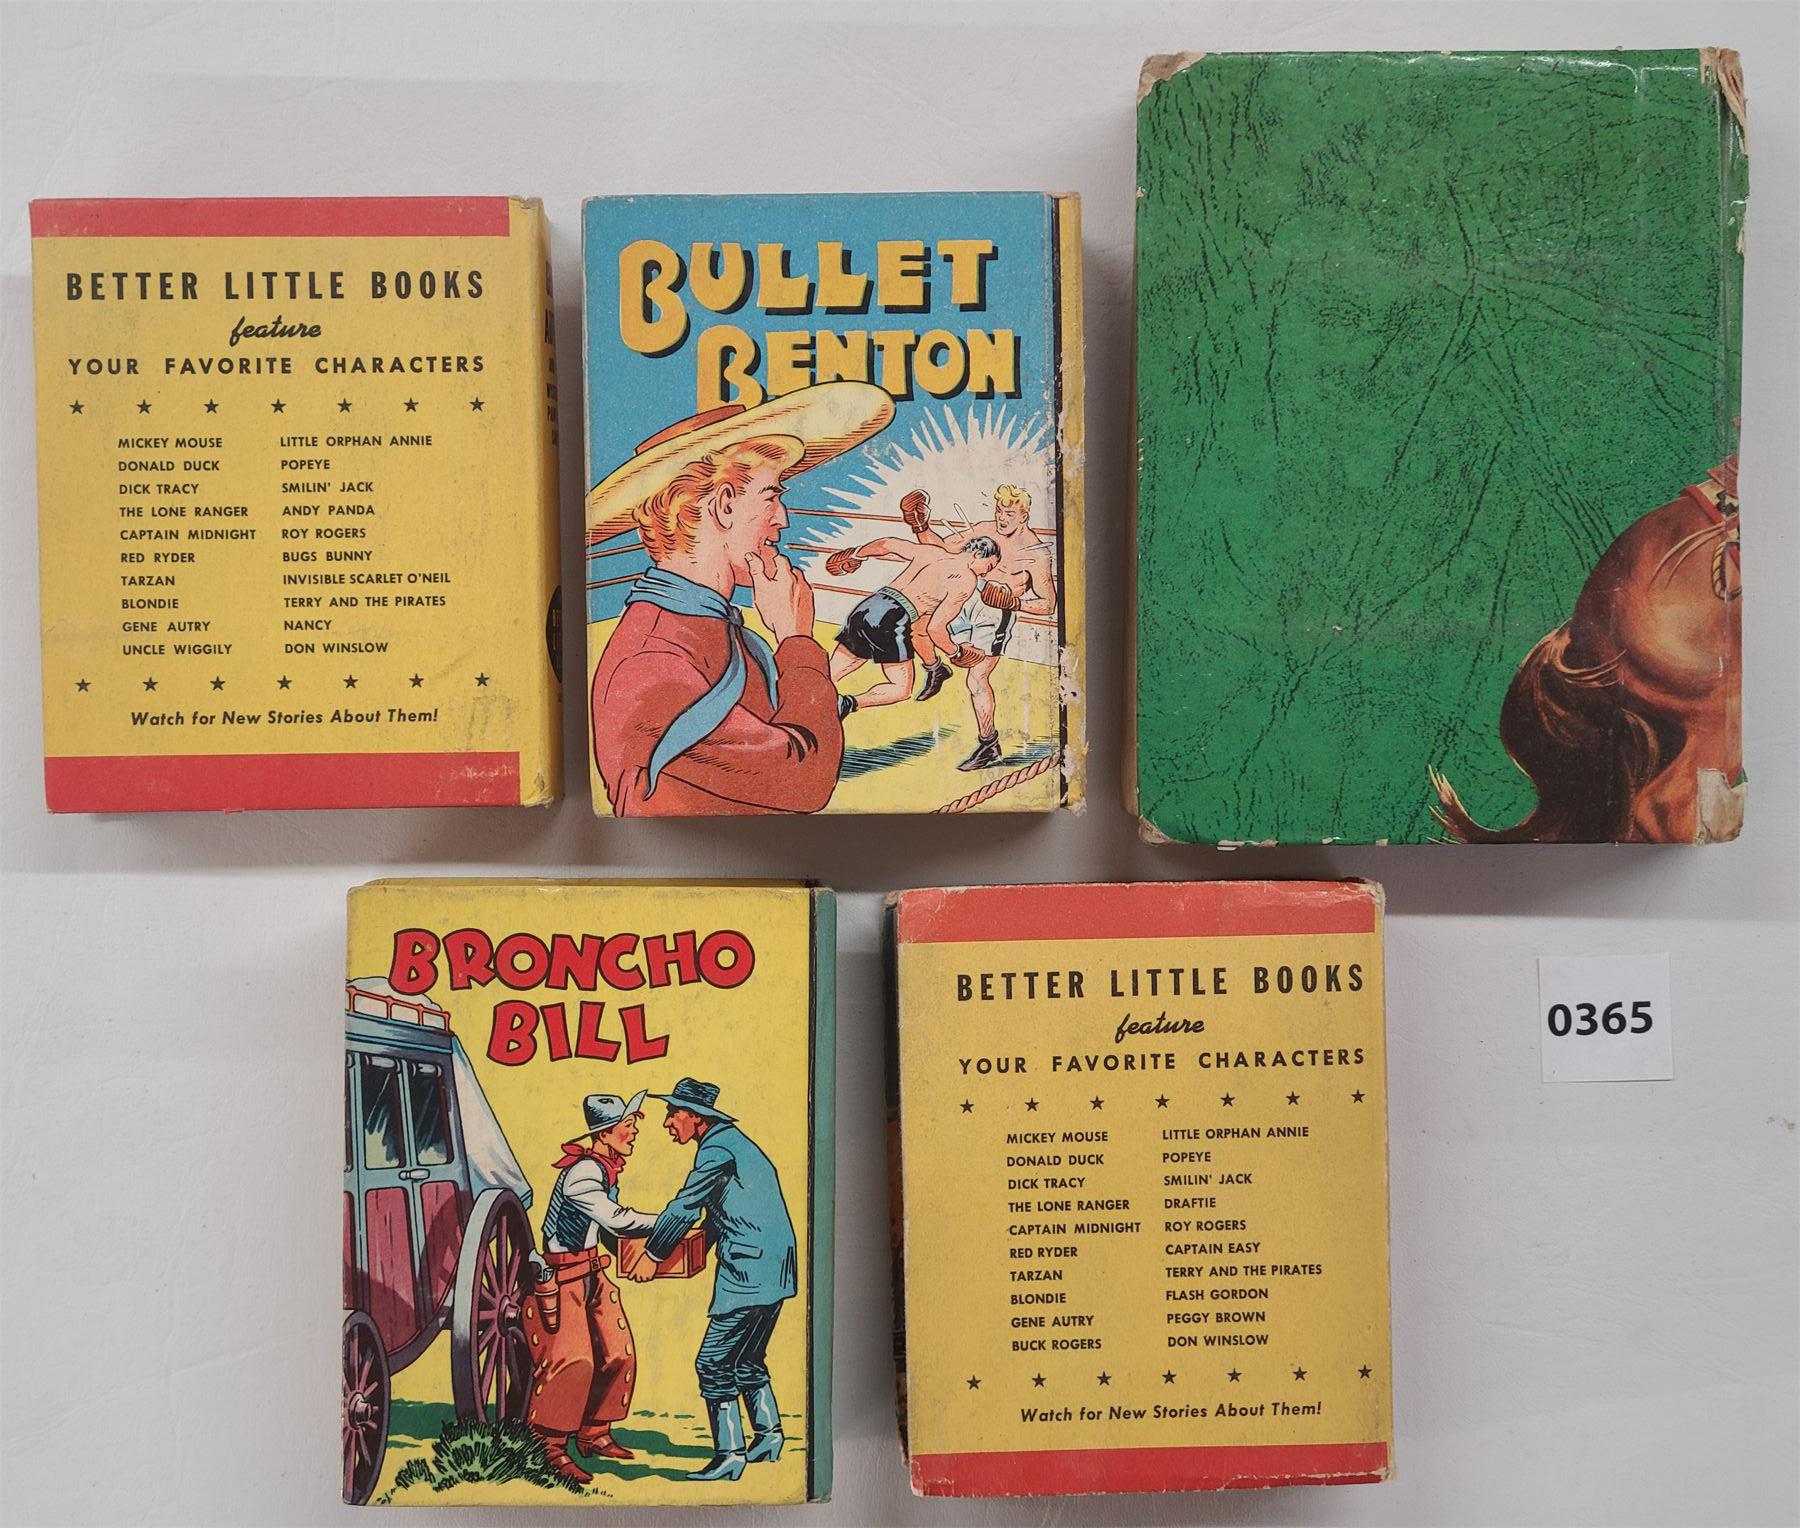 BETTER LITTLE BOOKS
feature
YOUR FAVORITE CHARACTERS
MICKEY MOUSE LITTLE ORPHAN ANNIE
DONALD DUCK POPEYE
DICK TRACY SMILIN' JACK
THE LONE RANGER ANDY PANDA
CAPTAIN MIDNIGHT ROY ROGERS
RED RYDER BUGS BUNNY
TARZAN INVISIBLE SCARLET O'NEIL
BLONDIE TERRY AND THE PIRATES
GENE AUTRY NANCY
UNCLE WIGGILY DON WINSLOW
Watch for New Stories About Them!
BULLET
BENTON
BRONCHO
BILL
BETTER LITTLE BOOKS
feature
YOUR FAVORITE CHARACTERS
MICKEY MOUSE LITTLE ORPHAN ANNIE
DONALD DUCK POPEYE
DICK TRACY SMILIN' JACK
THE LONE RANGER DRAFTIE
CAPTAIN MIDNIGHT ROY ROGERS
RED RYDER CAPTAIN EASY
TARZAN TERRY AND THE PIRATES
BLONDIE FLASH GORDON
GENE AUTRY PEGGY BROWN
BUCK ROGERS DON WINSLOW
Watch for New Stories About Them!
0365